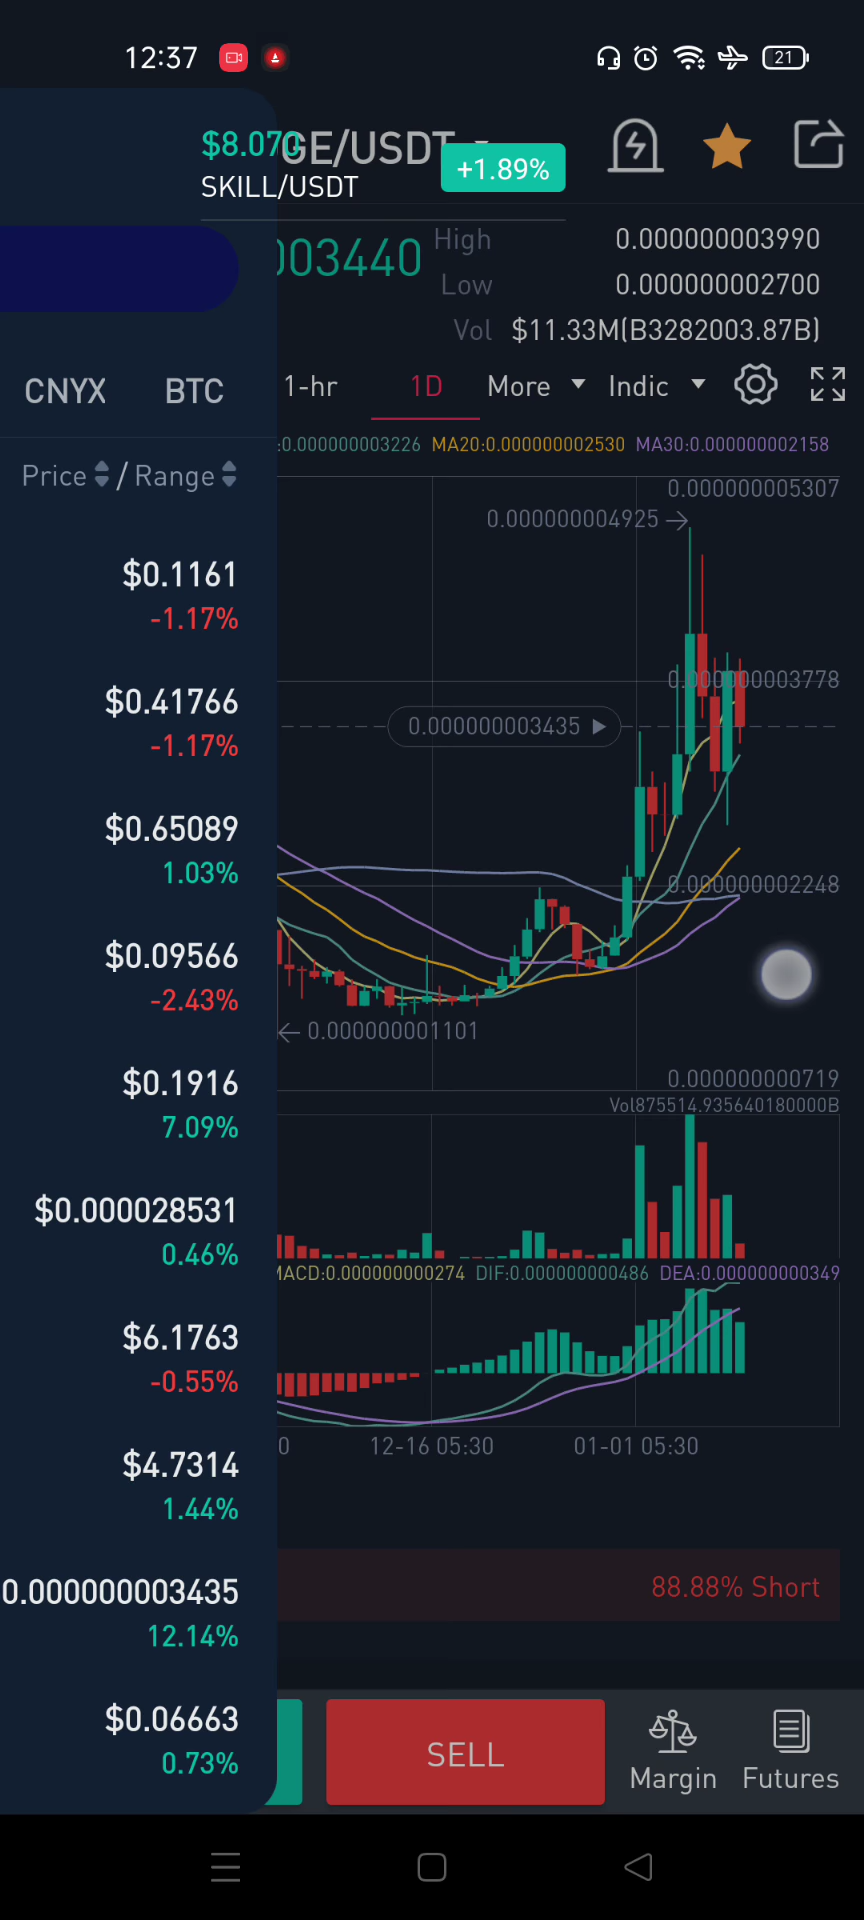 12:37
21
$8.070
GE/USDT
SKILL/USDT
+1.89%
003440
High 0.000000003990
Low 0.000000002700
Vol $11.33M(B3282003.87B)
CNYX BTC
1-hr 1D More Indic
:0.000000003226 MA20:0.000000002530 MA30:0.000000002158
Price / Range
0.000000005307
0.000000004925
$0.1161
-1.17%
0.000000003778
$0.41766
-1.17%
0.000000003435
$0.65089
1.03%
0.000000002248
$0.09566
-2.43%
0.000000001101
$0.1916
7.09%
0.000000000719
Vol875514.935640180000B
$0.000028531
0.46%
MACD:0.000000000274 DIF:0.000000000486 DEA:0.000000000349
$6.1763
-0.55%
0 12-16 05:30 01-01 05:30
$4.7314
1.44%
0.000000003435
12.14%
88.88% Short
$0.06663
0.73%
SELL
Margin Futures